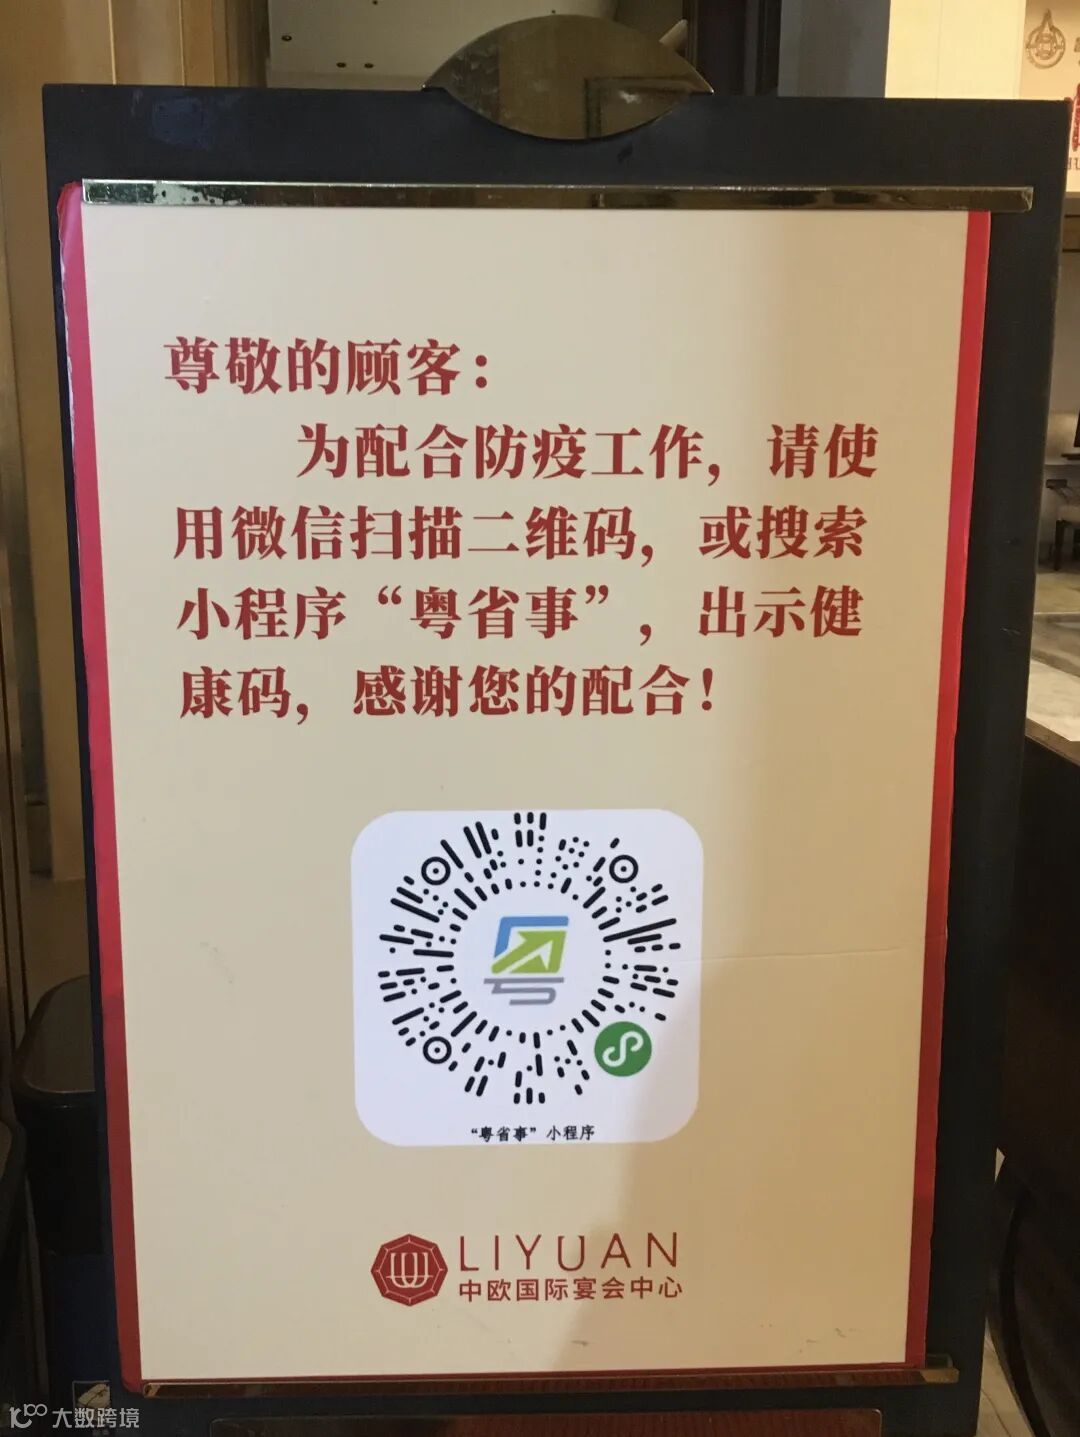 尊敬的顾客：
为配合防疫工作，请使
用微信扫描二维码，或搜索
小程序“粤省事”，出示健
康码，感谢您的配合！
“粤省事”小程序
LIYUAN
中欧国际宴会中心
大数跨境